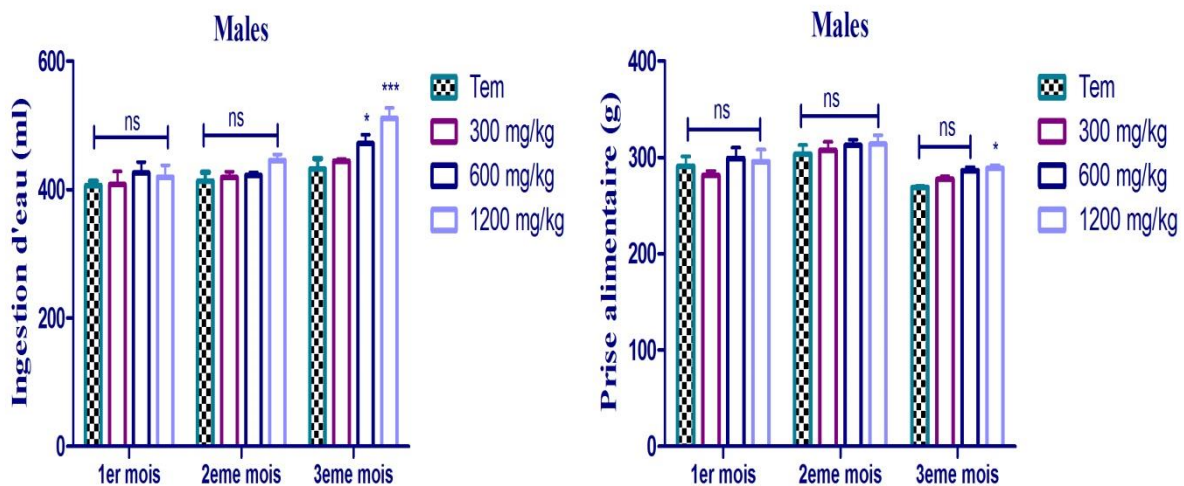 Males
Ingestion d'eau (ml)
600
400
200
0
ns
ns
*
***
1er mois
2eme mois
3eme mois
Tem
300 mg/kg
600 mg/kg
1200 mg/kg
Males
Prise alimentaire (g)
400
300
200
100
0
ns
ns
ns
*
1er mois
2eme mois
3eme mois
Tem
300 mg/kg
600 mg/kg
1200 mg/kg